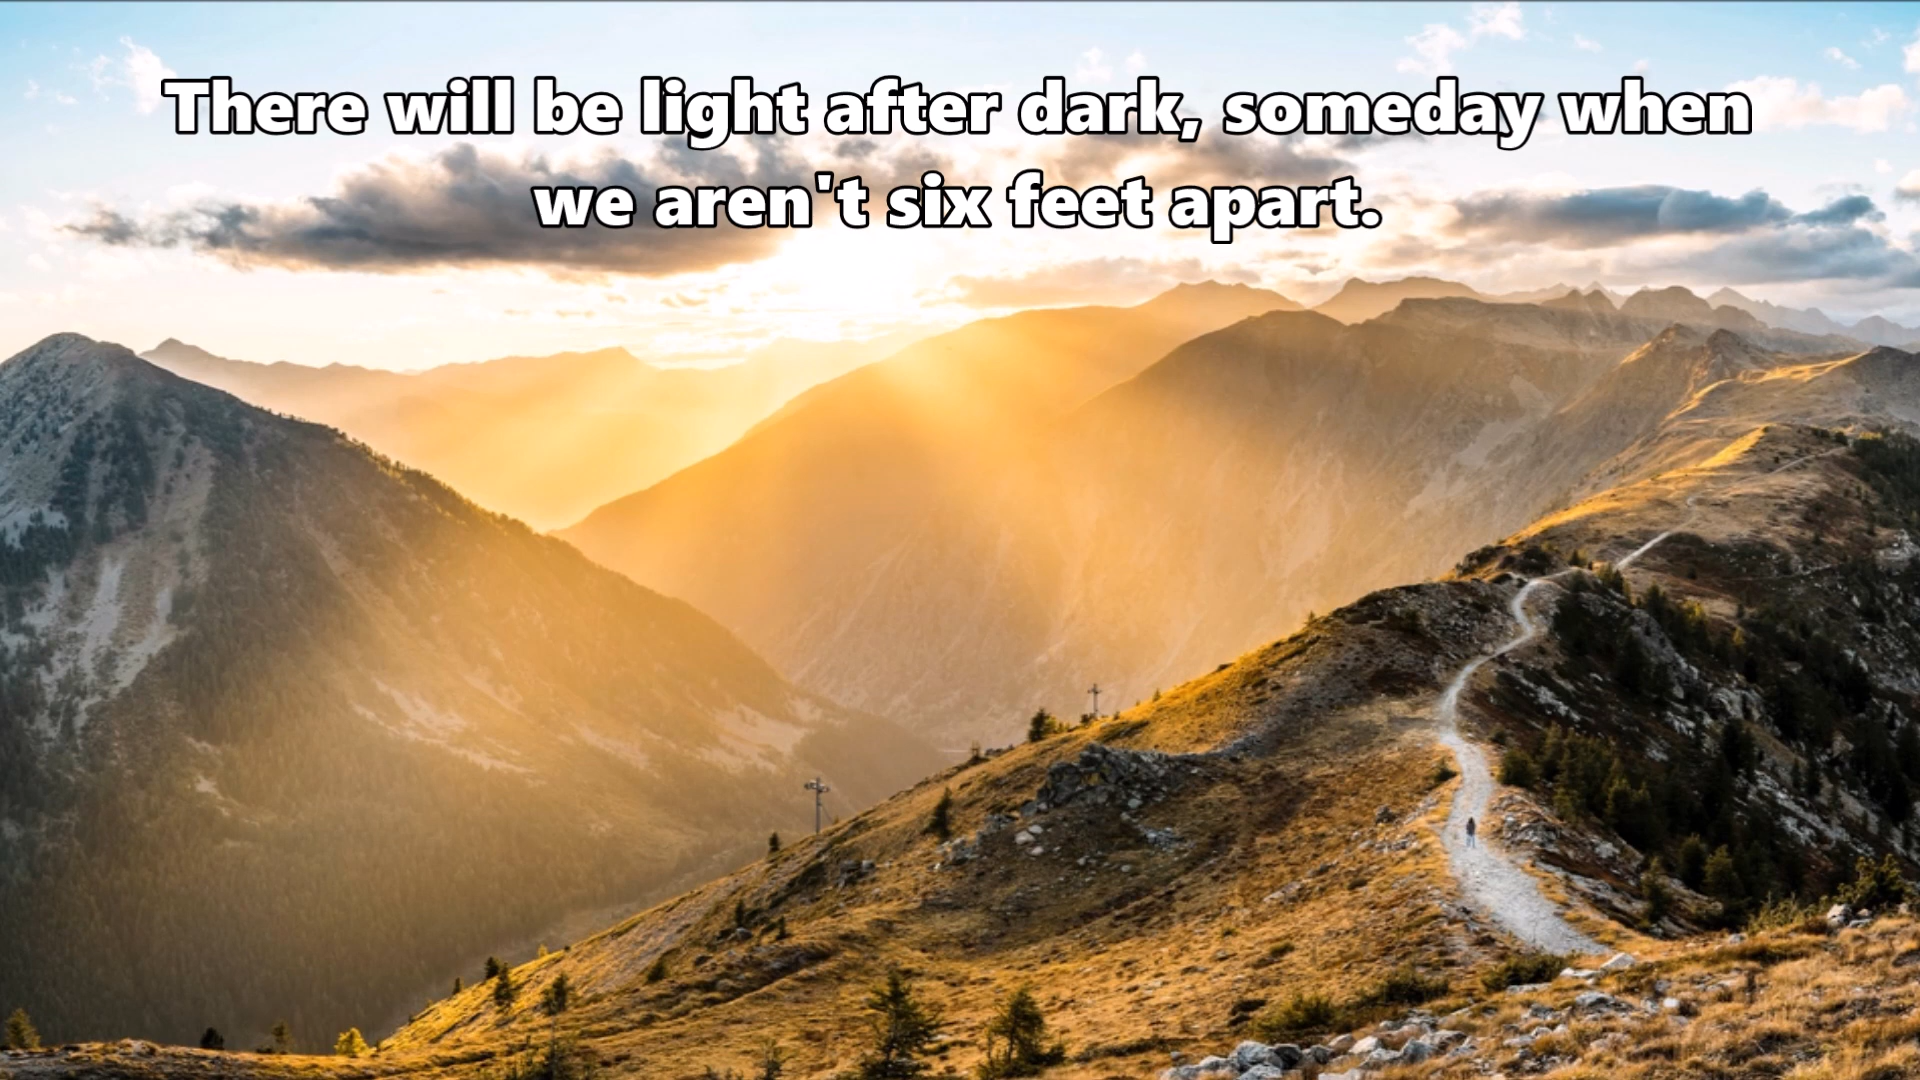 There will be light after dark, someday when
we aren't six feet apart.